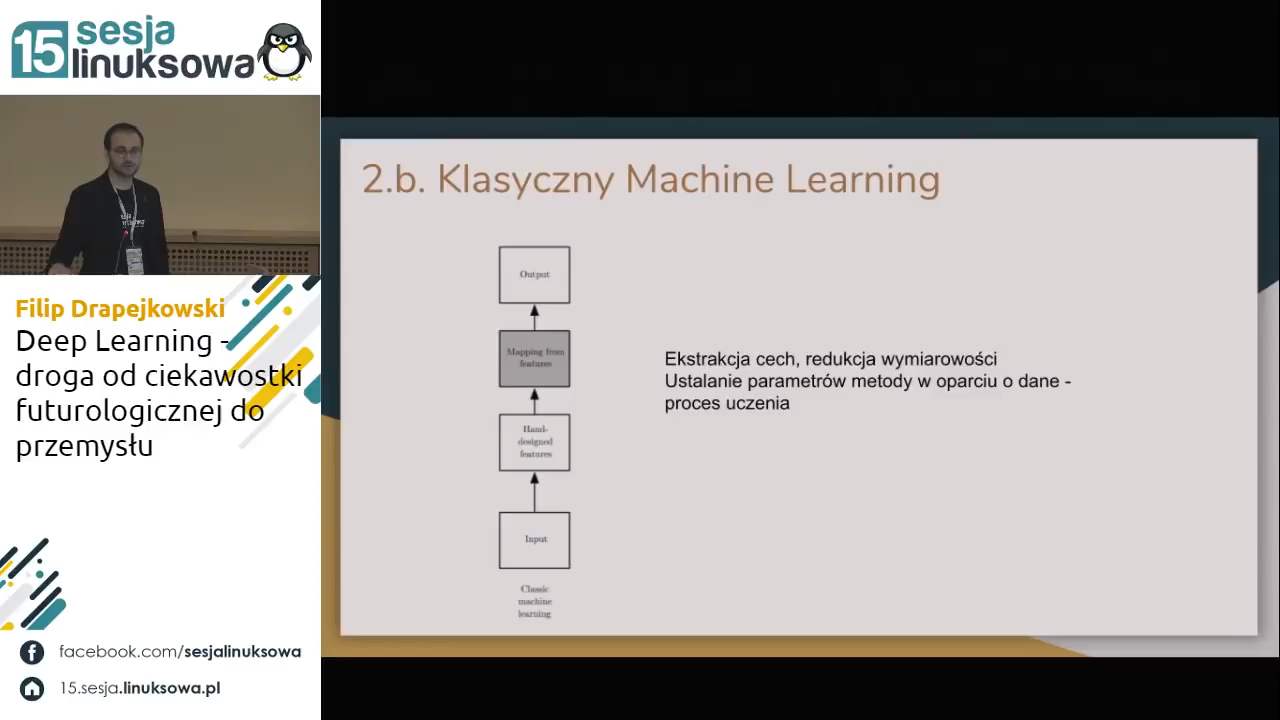 15 sesja
linuksowa
Filip Drapejkowski
Deep Learning -
droga od ciekawostki
futurologicznej do
przemysłu
facebook.com/sesjalinuksowa
15.sesja.linuksowa.pl
2.b. Klasyczny Machine Learning
Output
Mapping from
features
Hand-
designed
features
Input
Classic
machine
learning
Ekstrakcja cech, redukcja wymiarowości
Ustalanie parametrów metody w oparciu o dane -
proces uczenia